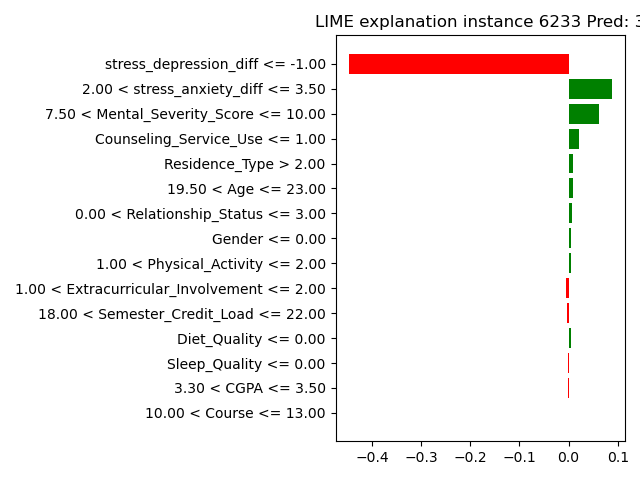 LIME explanation instance 6233 Pred: 3
stress_depression_diff <= -1.00
2.00 < stress_anxiety_diff <= 3.50
7.50 < Mental_Severity_Score <= 10.00
Counseling_Service_Use <= 1.00
Residence_Type > 2.00
19.50 < Age <= 23.00
0.00 < Relationship_Status <= 3.00
Gender <= 0.00
1.00 < Physical_Activity <= 2.00
1.00 < Extracurricular_Involvement <= 2.00
18.00 < Semester_Credit_Load <= 22.00
Diet_Quality <= 0.00
Sleep_Quality <= 0.00
3.30 < CGPA <= 3.50
10.00 < Course <= 13.00
−0.4 −0.3 −0.2 −0.1 0.0 0.1